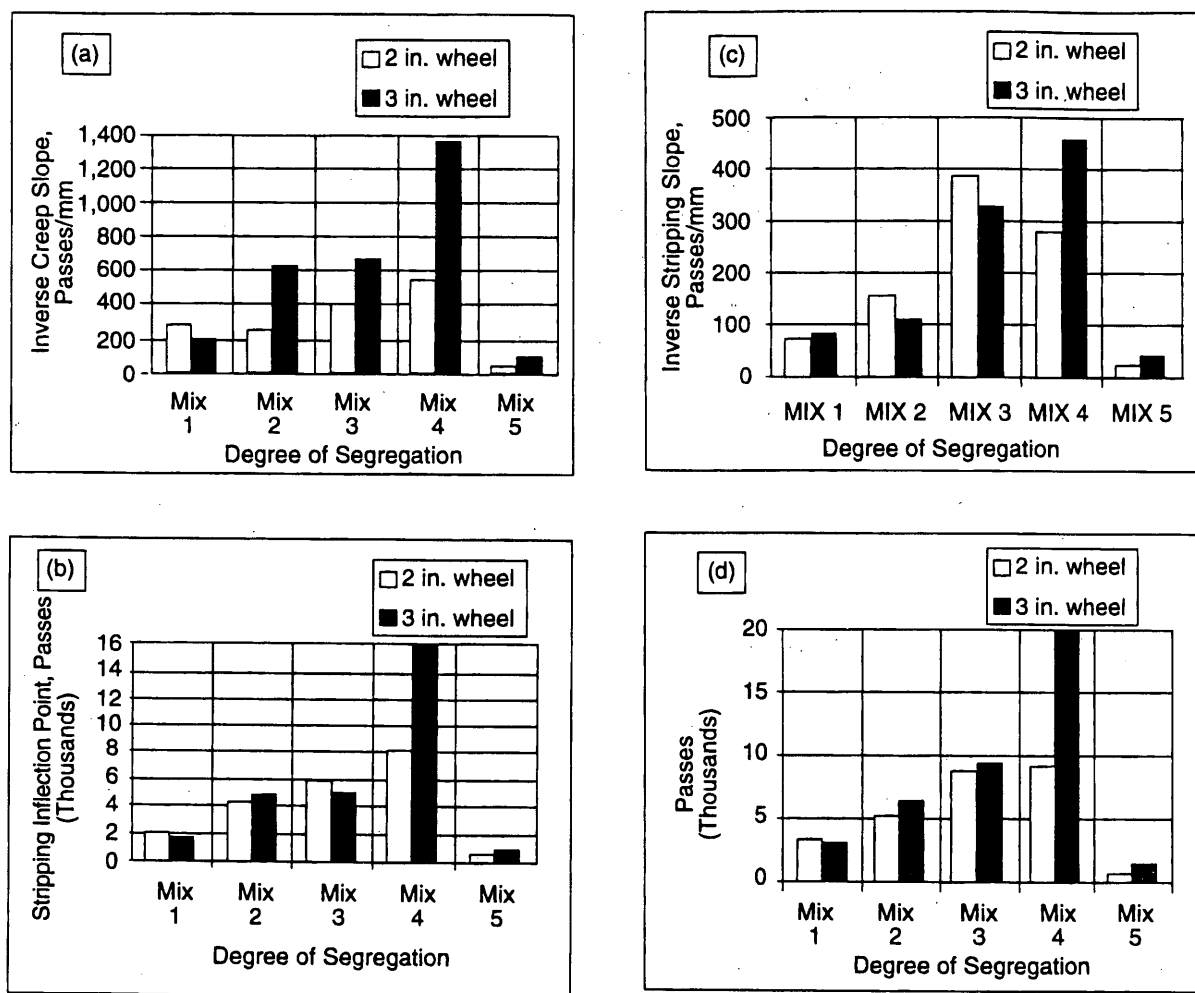 (a)
2 in. wheel
3 in. wheel
Inverse Creep Slope,
Passes/mm
1,400
1,200
1,000
800
600
400
200
0
Mix 1
Mix 2
Mix 3
Mix 4
Mix 5
Degree of Segregation
(c)
2 in. wheel
3 in. wheel
Inverse Stripping Slope,
Passes/mm
500
400
300
200
100
0
MIX 1 MIX 2 MIX 3 MIX 4 MIX 5
Degree of Segregation
(b)
2 in. wheel
3 in. wheel
Stripping Inflection Point, Passes
(Thousands)
16
14
12
10
8
6
4
2
0
Mix 1
Mix 2
Mix 3
Mix 4
Mix 5
Degree of Segregation
(d)
2 in. wheel
3 in. wheel
Passes
(Thousands)
20
15
10
5
0
Mix 1
Mix 2
Mix 3
Mix 4
Mix 5
Degree of Segregation